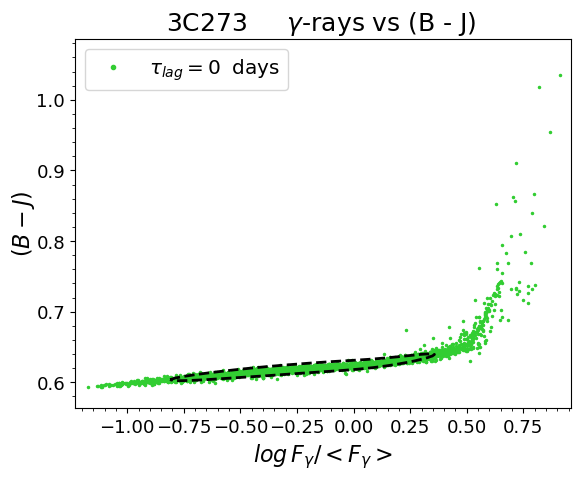 3C273 γ-rays vs (B - J)
τ_lag = 0 days
1.0
0.9
0.8
0.7
0.6
(B − J)
−1.00 −0.75 −0.50 −0.25 0.00 0.25 0.50 0.75
log F_γ / < F_γ >